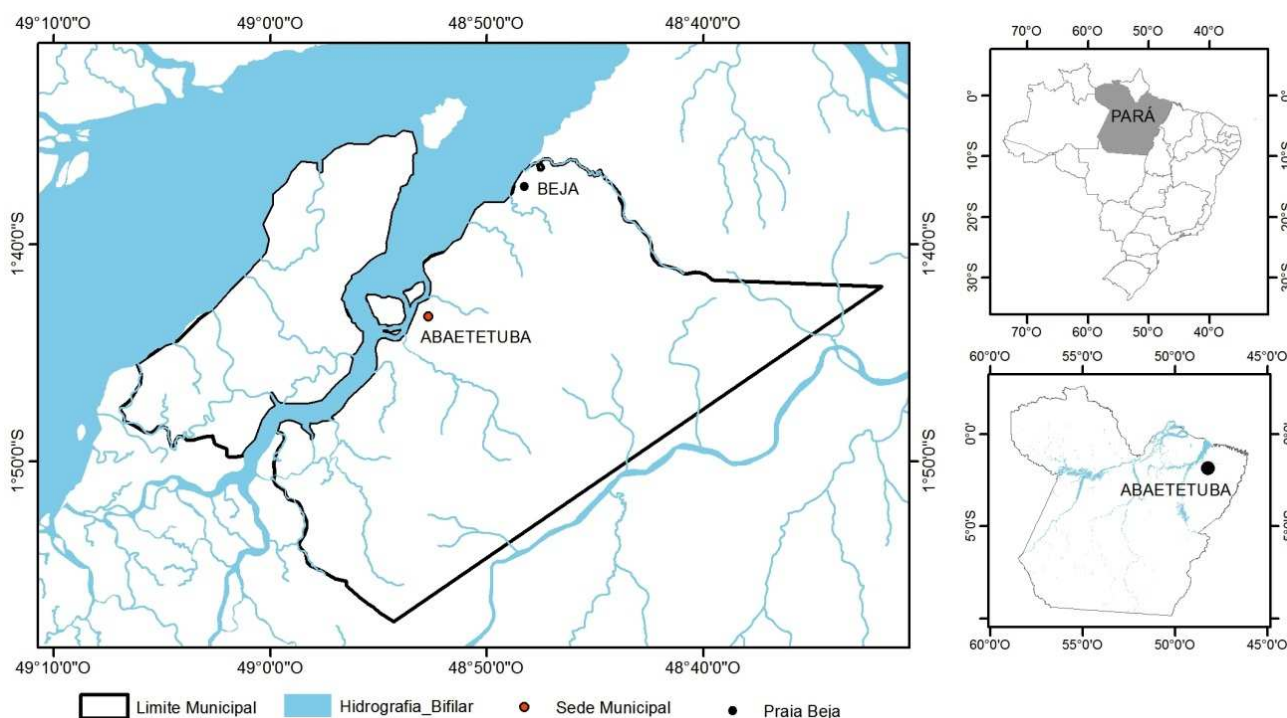 49°10'0"O 49°0'0"O 48°50'0"O 48°40'0"O
1°40'0"S 1°40'0"S
BEJA
ABAETETUBA
1°50'0"S 1°50'0"S
49°10'0"O 49°0'0"O 48°50'0"O 48°40'0"O
70°O 60°O 50°O 40°O
0° 0°
PARÁ
10°S 10°S
20°S 20°S
30°S 30°S
70°O 60°O 50°O 40°O
60°0'O 55°0'O 50°0'O 45°0'O
0°0' 0°0'
ABAETETUBA
5°0'S 5°0'S
60°0'O 55°0'O 50°0'O 45°0'O
Limite Municipal Hidrografia_Bifilar Sede Municipal Praia Beja